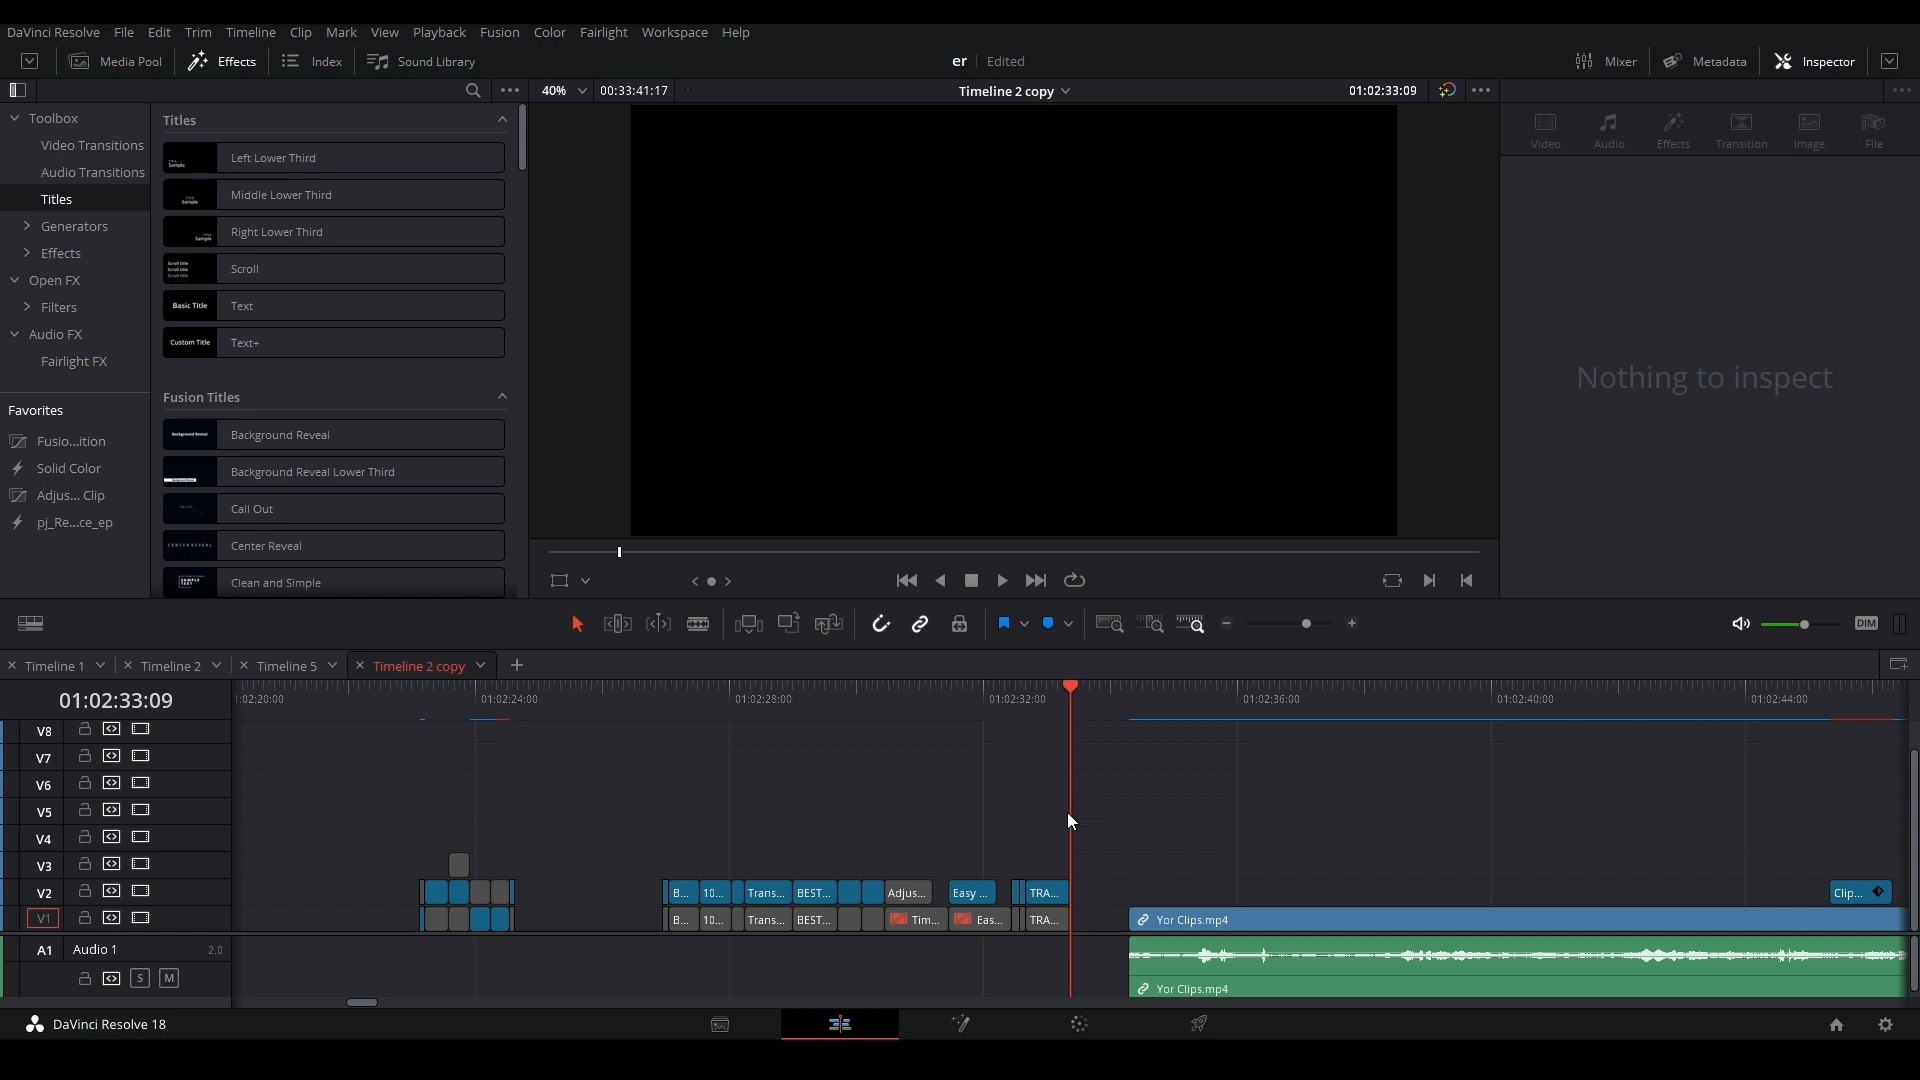 DaVinci Resolve File Edit Trim Timeline Clip Mark View Playback Fusion Color Fairlight Workspace Help
Media Pool Effects Index Sound Library er Edited Mixer Metadata Inspector
40% 00:33:41:17 Timeline 2 copy 01:02:33:09
Toolbox
Video Transitions
Audio Transitions
Titles
Generators
Effects
Open FX
Filters
Audio FX
Fairlight FX
Favorites
Fusio...ition
Solid Color
Adjus... Clip
pj_Re...ce_ep
Titles
Left Lower Third
Middle Lower Third
Right Lower Third
Scroll
Basic Title Text
Custom Title Text+
Fusion Titles
Background Reveal
Background Reveal Lower Third
Call Out
CENTER REVEAL Center Reveal
Clean and Simple
Video Audio Effects Transition Image File
Nothing to inspect
DIM
Timeline 1 Timeline 2 Timeline 5 Timeline 2 copy
01:02:33:09 1:02:20:00 01:02:24:00 01:02:28:00 01:02:32:00 01:02:36:00 01:02:40:00 01:02:44:00
V8
V7
V6
V5
V4
V3
V2 B... 10... Trans... BEST... Adjus... Easy ... TRA... Clip...
V1 B... 10... Trans... BEST... Tim... Eas... TRA... Yor Clips.mp4
A1 Audio 1 2.0
S M Yor Clips.mp4
DaVinci Resolve 18